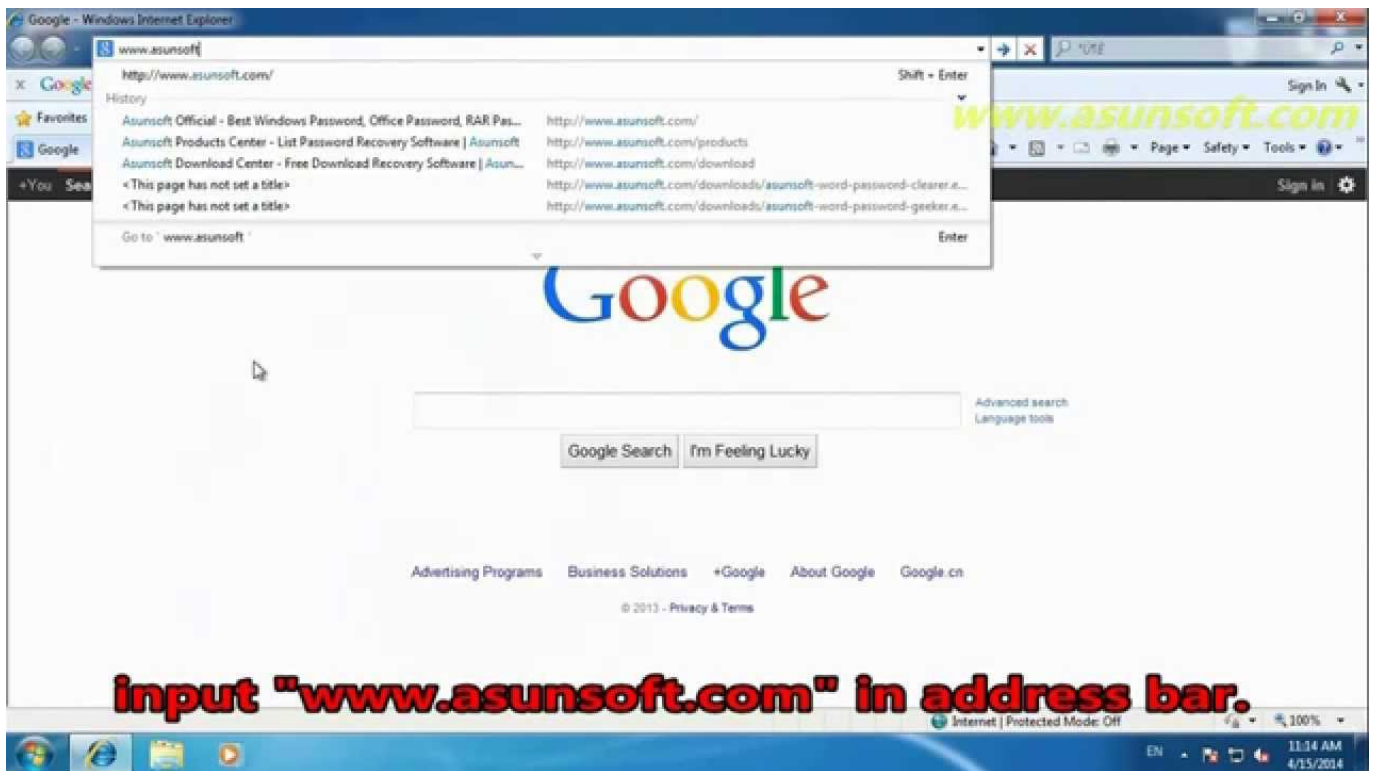 Google - Windows Internet Explorer
www.asunsoft
http://www.asunsoft.com/ Shift + Enter
x Google Sign In
History
www.asunsoft.com
Favorites
Asunsoft Official - Best Windows Password, Office Password, RAR Pas... http://www.asunsoft.com/
Google
Asunsoft Products Center - List Password Recovery Software | Asunsoft http://www.asunsoft.com/products
Page Safety Tools
Asunsoft Download Center - Free Download Recovery Software | Asun... http://www.asunsoft.com/download
+You Sea Sign in
<This page has not set a title> http://www.asunsoft.com/downloads/asunsoft-word-password-clearer.e...
<This page has not set a title> http://www.asunsoft.com/downloads/asunsoft-word-password-geeker.e...
Go to ' www.asunsoft ' Enter
Google
Advanced search
Language tools
Google Search I'm Feeling Lucky
Advertising Programs Business Solutions +Google About Google Google.cn
© 2013 - Privacy & Terms
input "www.asunsoft.com" in address bar.
Internet | Protected Mode: Off 100%
EN 11:14 AM
4/15/2014